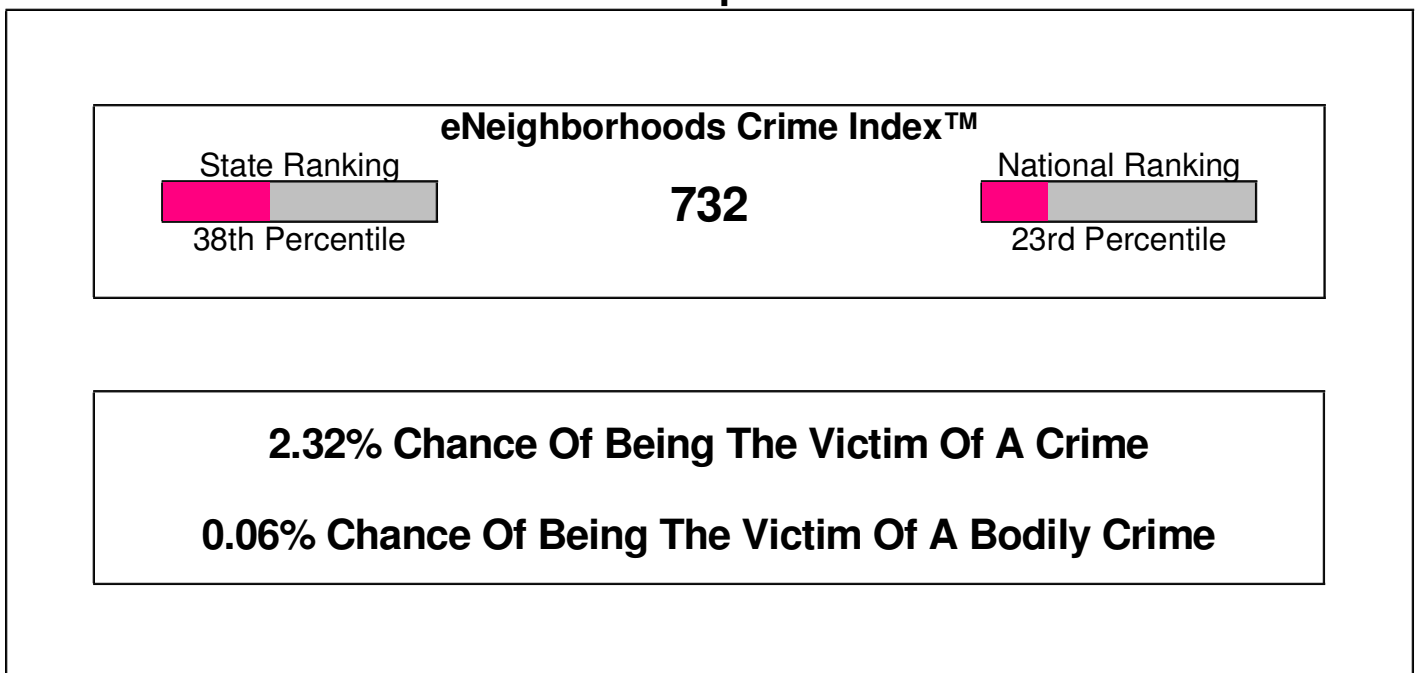 eNeighborhoods Crime Index™
State Ranking
732
National Ranking
38th Percentile
23rd Percentile
2.32% Chance Of Being The Victim Of A Crime
0.06% Chance Of Being The Victim Of A Bodily Crime